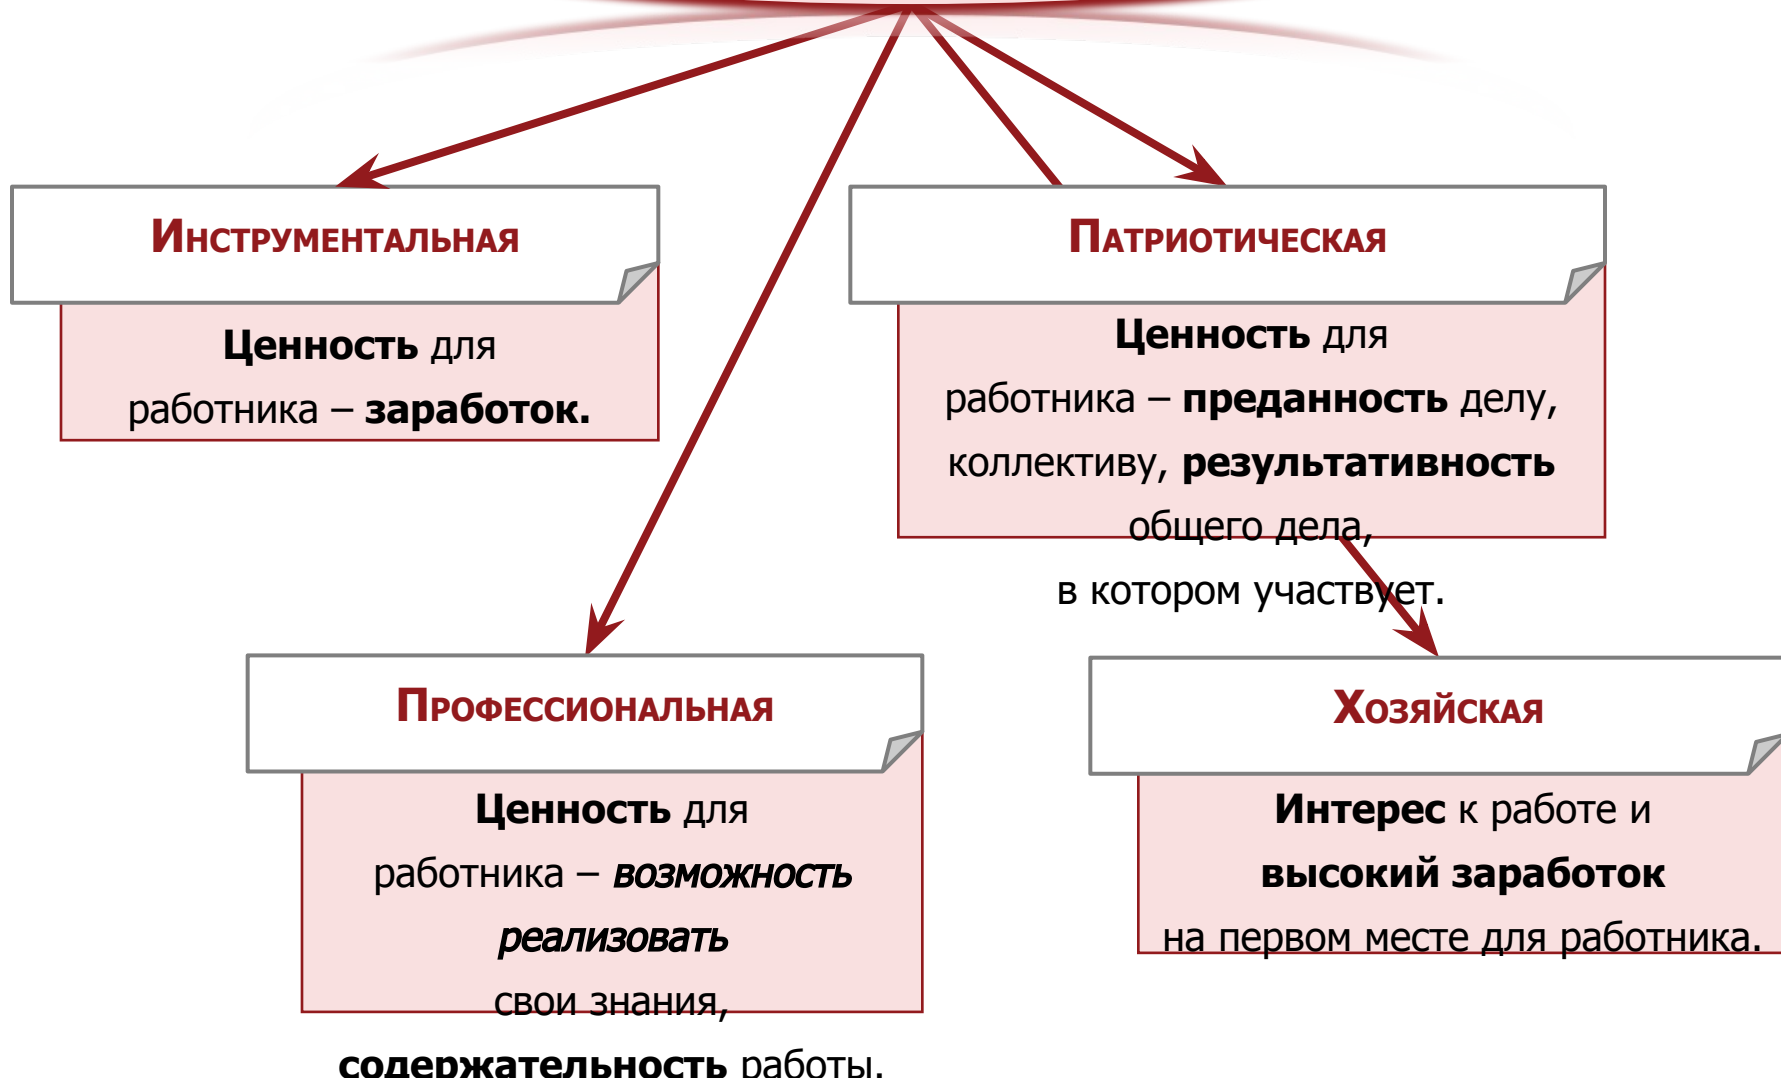 Инструментальная
Ценность для
работника – заработок.
Патриотическая
Ценность для
работника – преданность делу,
коллективу, результативность
общего дела,
в котором участвует.
Профессиональная
Ценность для
работника – возможность
реализовать
свои знания,
содержательность работы.
Хозяйская
Интерес к работе и
высокий заработок
на первом месте для работника.